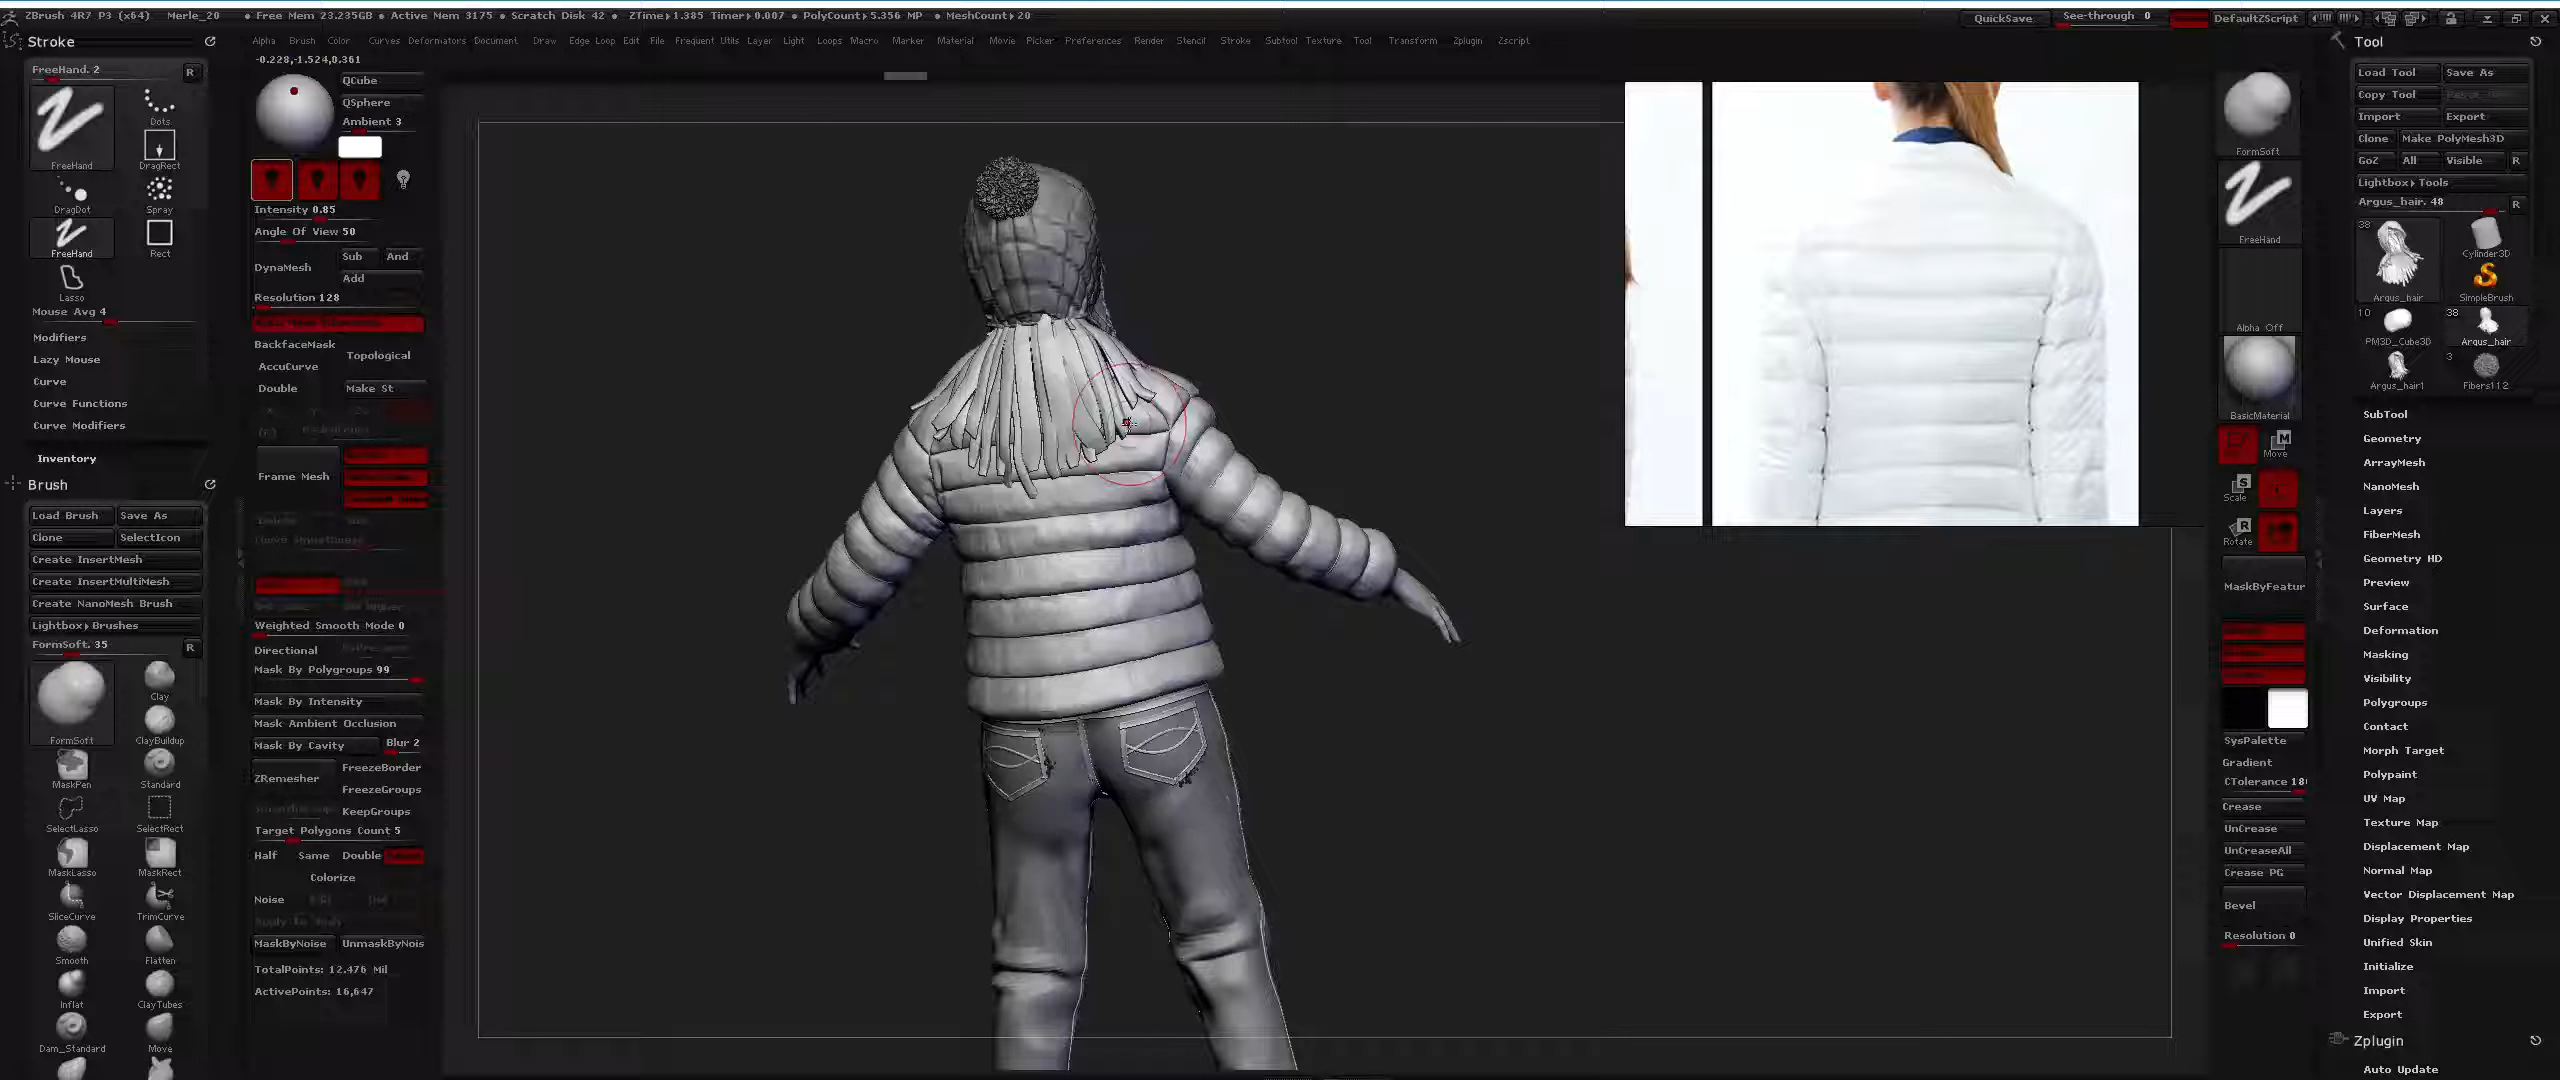 ZBrush 4R7 P3 (x64) Merle_20 • Free Mem 23.235GB • Active Mem 3175 • Scratch Disk 42 • ZTime▸1.385 Timer▸0.007 • PolyCount▸5.356 MP • MeshCount▸20
QuickSave See-through 0 DefaultZScript
Alpha Brush Color Curves Deformators Document Draw Edge Loop Edit File Frequent Utils Layer Light Loops Macro Marker Material Movie Picker Preferences Render Stencil Stroke Subtool Texture Tool Transform Zplugin Zscript
-0.228,-1.524,0.361
Stroke
FreeHand. 2
R
FreeHand
Dots
DragRect
DragDot
Spray
FreeHand
Rect
Lasso
Mouse Avg 4
Modifiers
Lazy Mouse
Curve
Curve Functions
Curve Modifiers
Inventory
Brush
Load Brush Save As
Clone SelectIcon
Create InsertMesh
Create InsertMultiMesh
Create NanoMesh Brush
Lightbox▸Brushes
FormSoft. 35
R
FormSoft
Clay
ClayBuildup
MaskPen Standard
SelectLasso SelectRect
MaskLasso MaskRect
SliceCurve TrimCurve
Smooth Flatten
Inflat ClayTubes
Dam_Standard Move
QCube
QSphere
Ambient 3
Intensity 0.85
Angle Of View 50
DynaMesh
Sub And
Add
Resolution 128
BackfaceMask
Topological
AccuCurve
Double Make St
Frame Mesh
Weighted Smooth Mode 0
Directional
Mask By Polygroups 99
Mask By Intensity
Mask Ambient Occlusion
Mask By Cavity Blur 2
ZRemesher
FreezeBorder
FreezeGroups
KeepGroups
Target Polygons Count 5
Half Same Double
Colorize
Noise
MaskByNoise UnmaskByNois
TotalPoints: 12.476 Mil
ActivePoints: 16,647
FormSoft
FreeHand
Alpha Off
BasicMaterial
Move
Scale
Rotate
MaskByFeatur
SysPalette
Gradient
CTolerance 18
Crease
UnCrease
UnCreaseAll
Crease PG
Bevel
Resolution 0
Tool
Load Tool Save As
Copy Tool
Import Export
Clone Make PolyMesh3D
GoZ All Visible R
Lightbox▸Tools
Argus_hair. 48
R
38
Argus_hair
Cylinder3D
SimpleBrush
10
PM3D_Cube3D
38
Argus_hair
Argus_hair1
3
Fibers112
SubTool
Geometry
ArrayMesh
NanoMesh
Layers
FiberMesh
Geometry HD
Preview
Surface
Deformation
Masking
Visibility
Polygroups
Contact
Morph Target
Polypaint
UV Map
Texture Map
Displacement Map
Normal Map
Vector Displacement Map
Display Properties
Unified Skin
Initialize
Import
Export
Zplugin
Auto Update